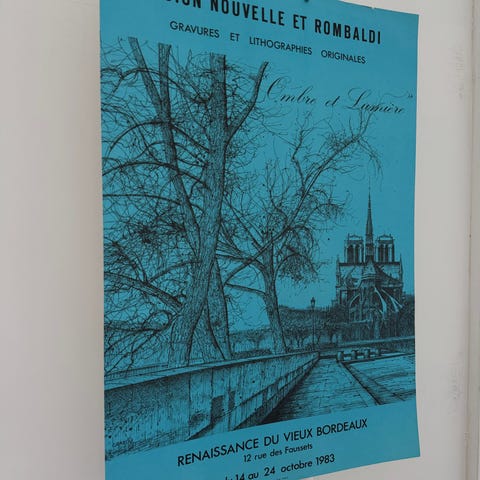 NOUVELLE ET ROMBALDI
GRAVURES ET LITHOGRAPHIES ORIGINALES
"Ombre et Lumière"
RENAISSANCE DU VIEUX BORDEAUX
12 rue des Faussets
14 au 24 octobre 1983